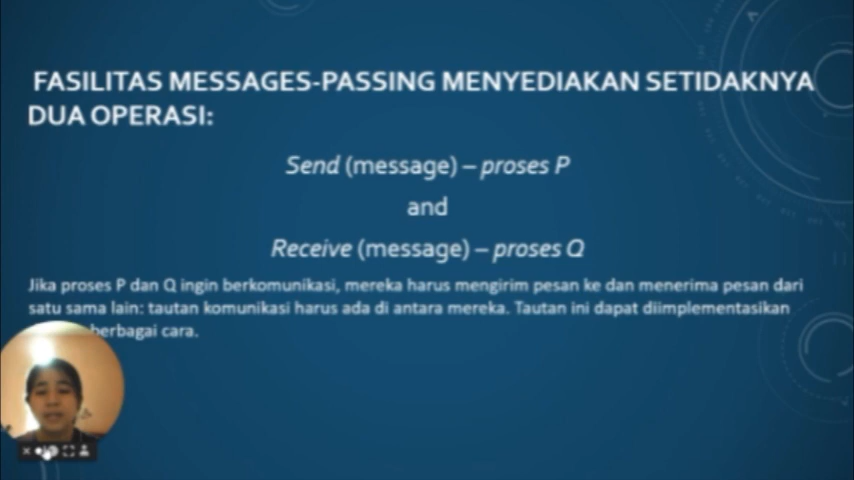 FASILITAS MESSAGES-PASSING MENYEDIAKAN SETIDAKNYA
DUA OPERASI:
Send (message) – proses P
and
Receive (message) – proses Q
Jika proses P dan Q ingin berkomunikasi, mereka harus mengirim pesan ke dan menerima pesan dari
satu sama lain: tautan komunikasi harus ada di antara mereka. Tautan ini dapat diimplementasikan
berbagai cara.